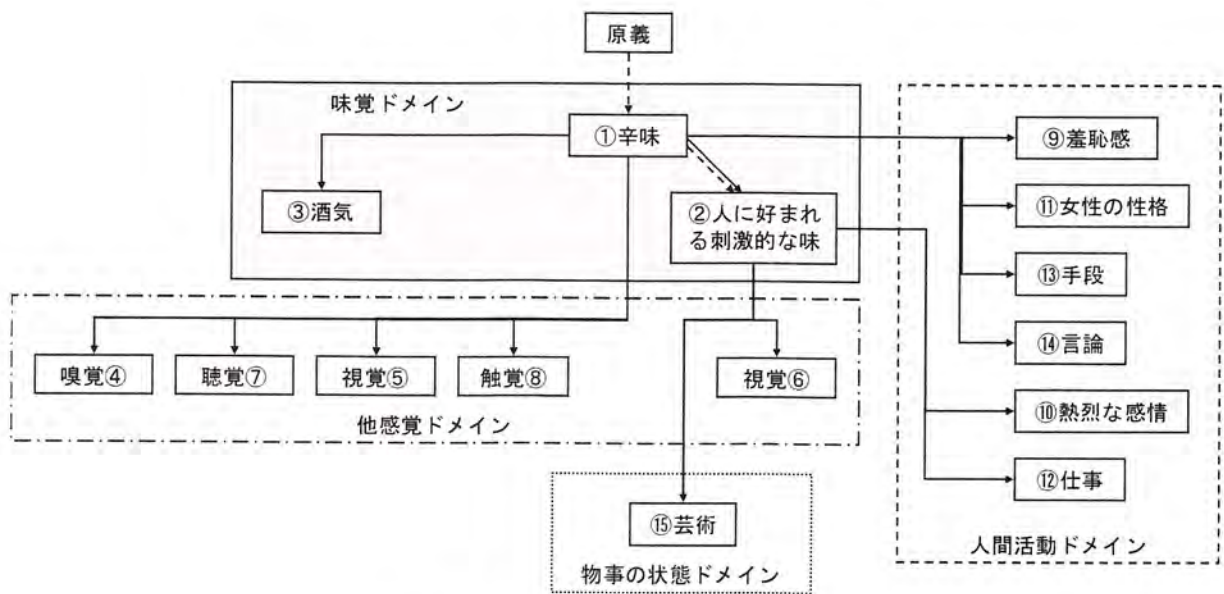 原義
味覚ドメイン
①辛味
③酒気
②人に好まれ
る刺激的な味
嗅覚④
聴覚⑦
視覚⑤
触覚⑧
視覚⑥
他感覚ドメイン
⑮芸術
物事の状態ドメイン
⑨羞恥感
⑪女性の性格
⑬手段
⑭言論
⑩熱烈な感情
⑫仕事
人間活動ドメイン